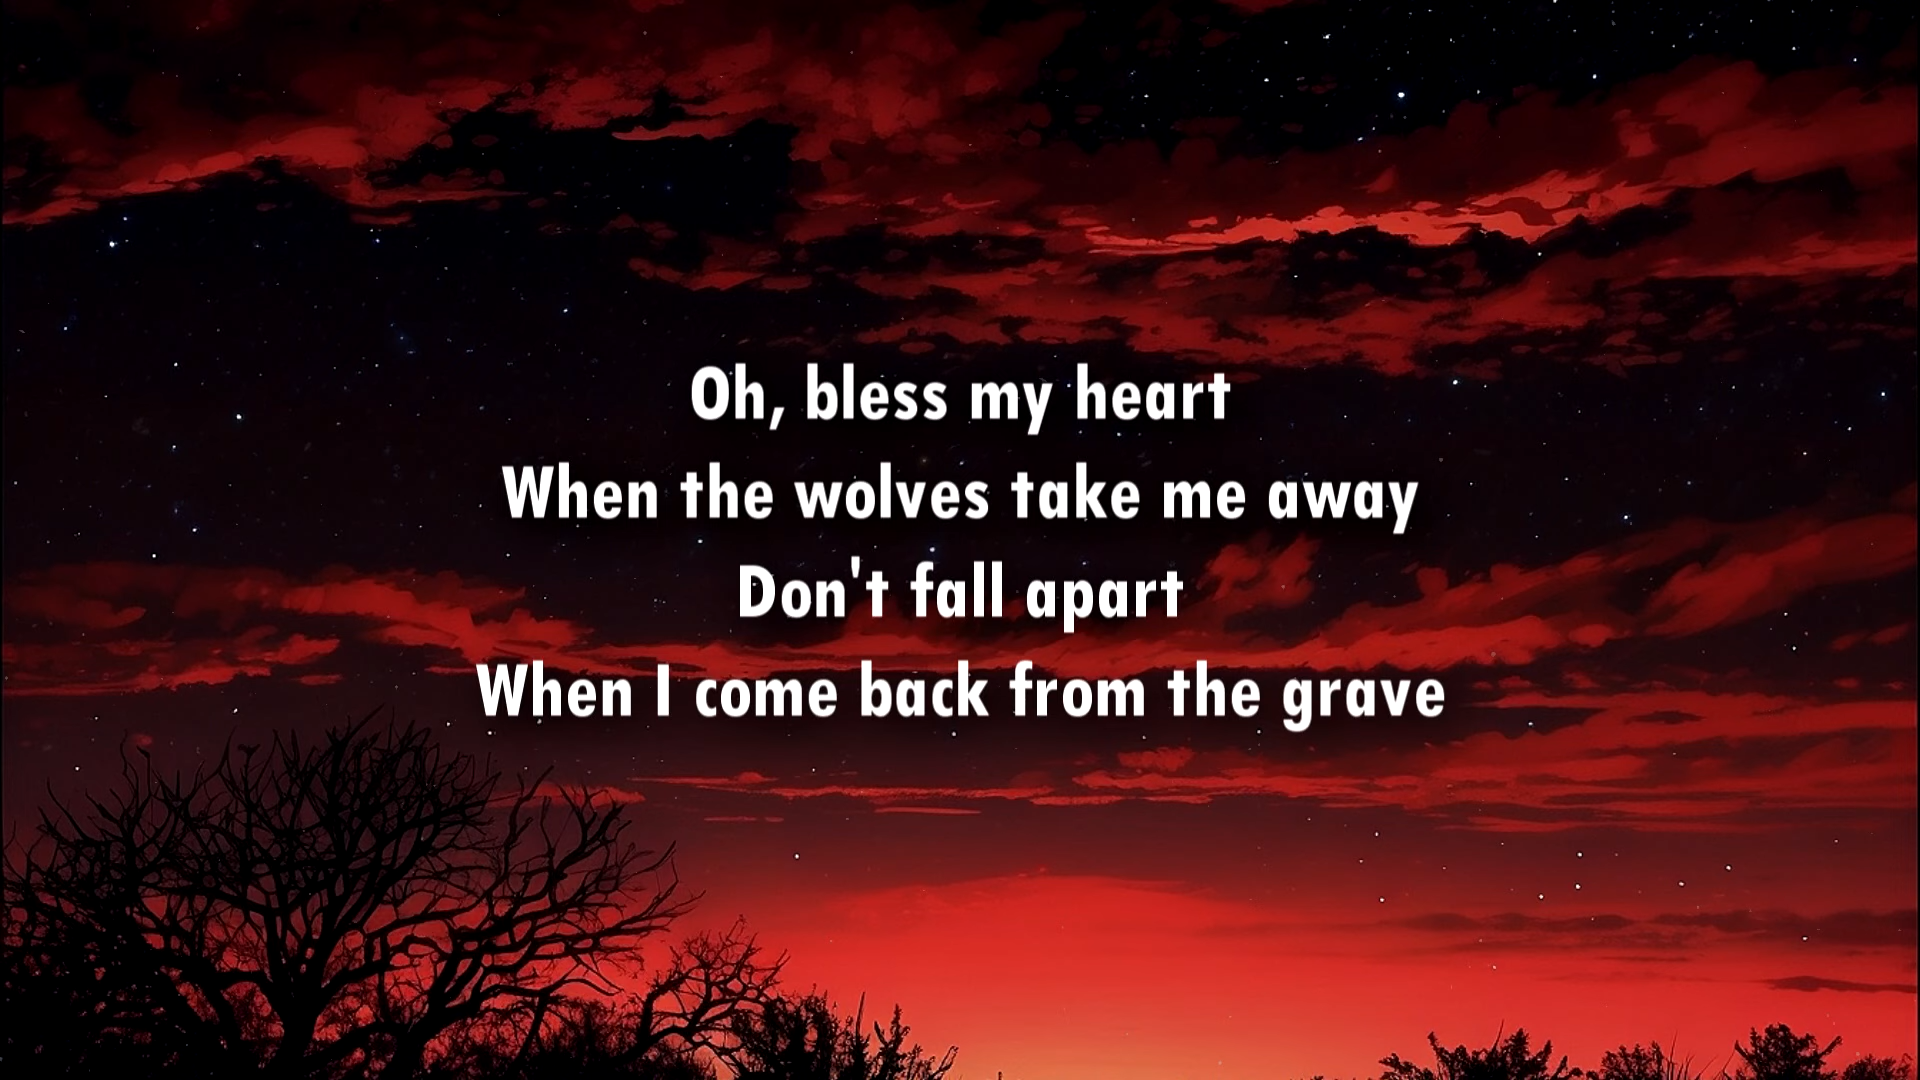 Oh, bless my heart
When the wolves take me away
Don't fall apart
When I come back from the grave